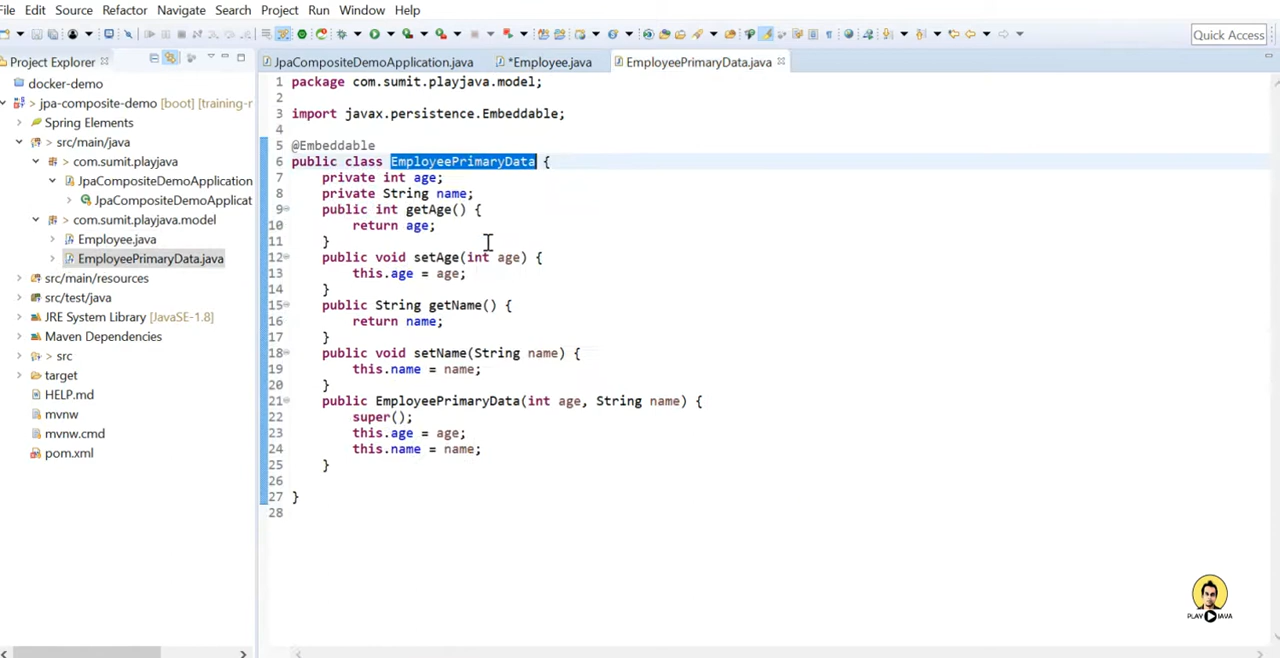 File Edit Source Refactor Navigate Search Project Run Window Help
Quick Access
Project Explorer
JpaCompositeDemoApplication.java
*Employee.java
EmployeePrimaryData.java
docker-demo
> jpa-composite-demo [boot] [training-r
Spring Elements
> src/main/java
> com.sumit.playjava
JpaCompositeDemoApplication
JpaCompositeDemoApplicat
> com.sumit.playjava.model
Employee.java
EmployeePrimaryData.java
src/main/resources
src/test/java
JRE System Library [JavaSE-1.8]
Maven Dependencies
> src
target
HELP.md
mvnw
mvnw.cmd
pom.xml
1 package com.sumit.playjava.model;
2
3 import javax.persistence.Embeddable;
4
5 @Embeddable
6 public class EmployeePrimaryData {
7 private int age;
8 private String name;
9 public int getAge() {
10 return age;
11 }
12 public void setAge(int age) {
13 this.age = age;
14 }
15 public String getName() {
16 return name;
17 }
18 public void setName(String name) {
19 this.name = name;
20 }
21 public EmployeePrimaryData(int age, String name) {
22 super();
23 this.age = age;
24 this.name = name;
25 }
26
27 }
28
PLAY JAVA